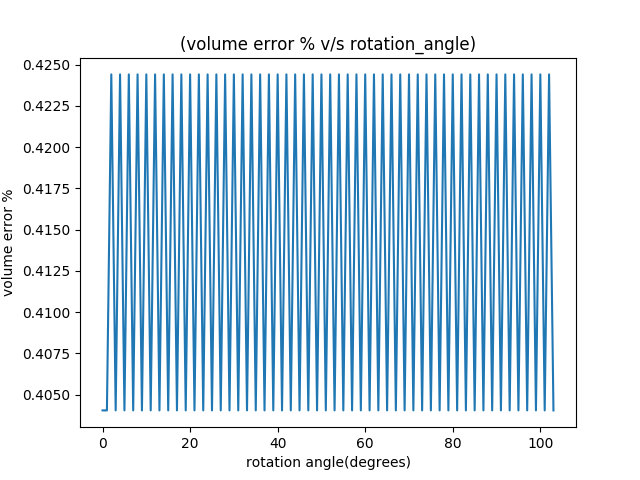 (volume error % v/s rotation_angle)
0.4250
0.4225
0.4200
0.4175
0.4150
0.4125
0.4100
0.4075
0.4050
volume error %
0 20 40 60 80 100
rotation angle(degrees)